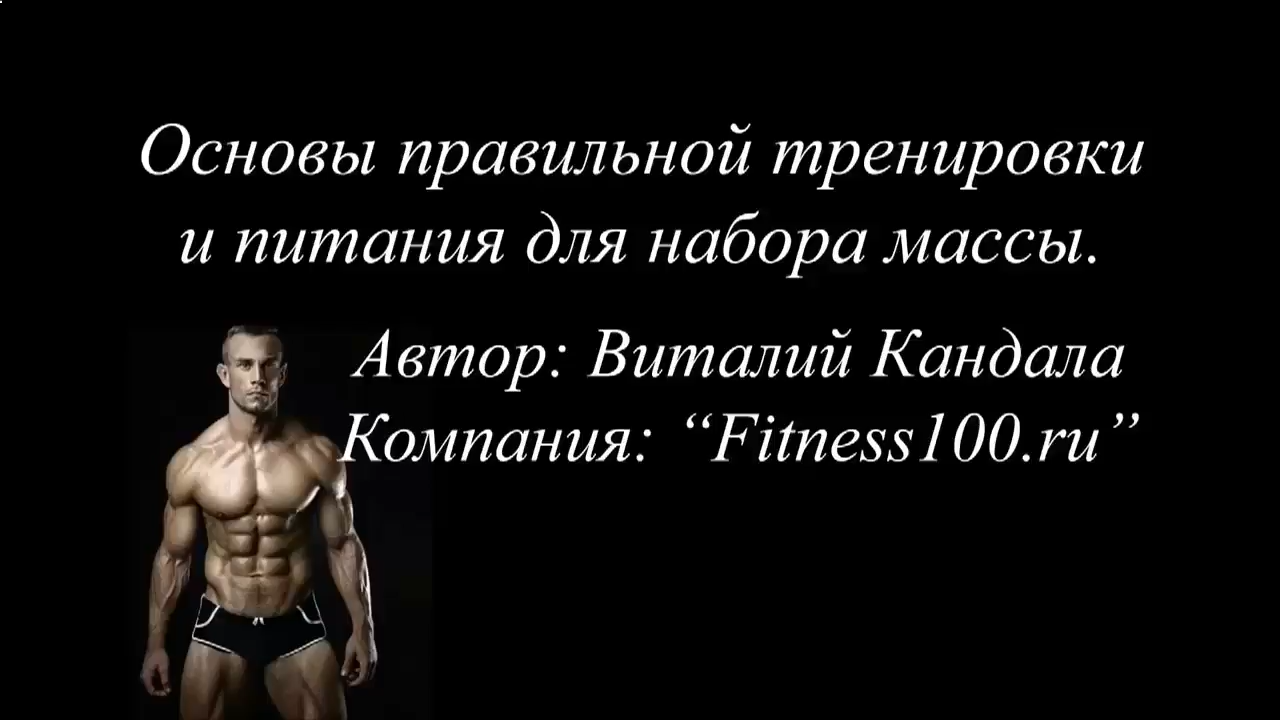 Основы правильной тренировки
и питания для набора массы.
Автор: Виталий Кандала
Компания: “Fitness100.ru”